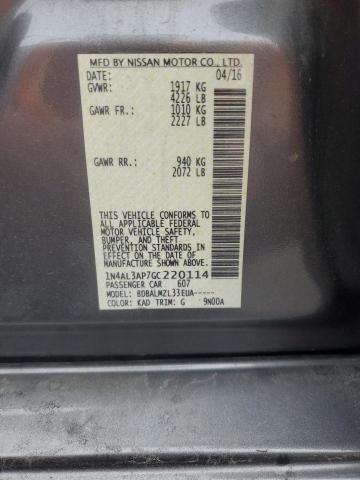 MFD BY NISSAN MOTOR CO., LTD.
DATE: 04/16
GVWR: 1917 KG
4226 LB
GAWR FR.: 1010 KG
2227 LB
GAWR RR.: 940 KG
2072 LB
THIS VEHICLE CONFORMS TO
ALL APPLICABLE FEDERAL
MOTOR VEHICLE SAFETY,
BUMPER, AND THEFT
PREVENTION STANDARDS
IN EFFECT ON THE DATE OF
MANUFACTURE SHOWN ABOVE.
1N4AL3AP7GC220114
PASSENGER CAR 607
MODEL: BDBALMZL33EUA-----
COLOR: KAD TRIM: G 9N00A